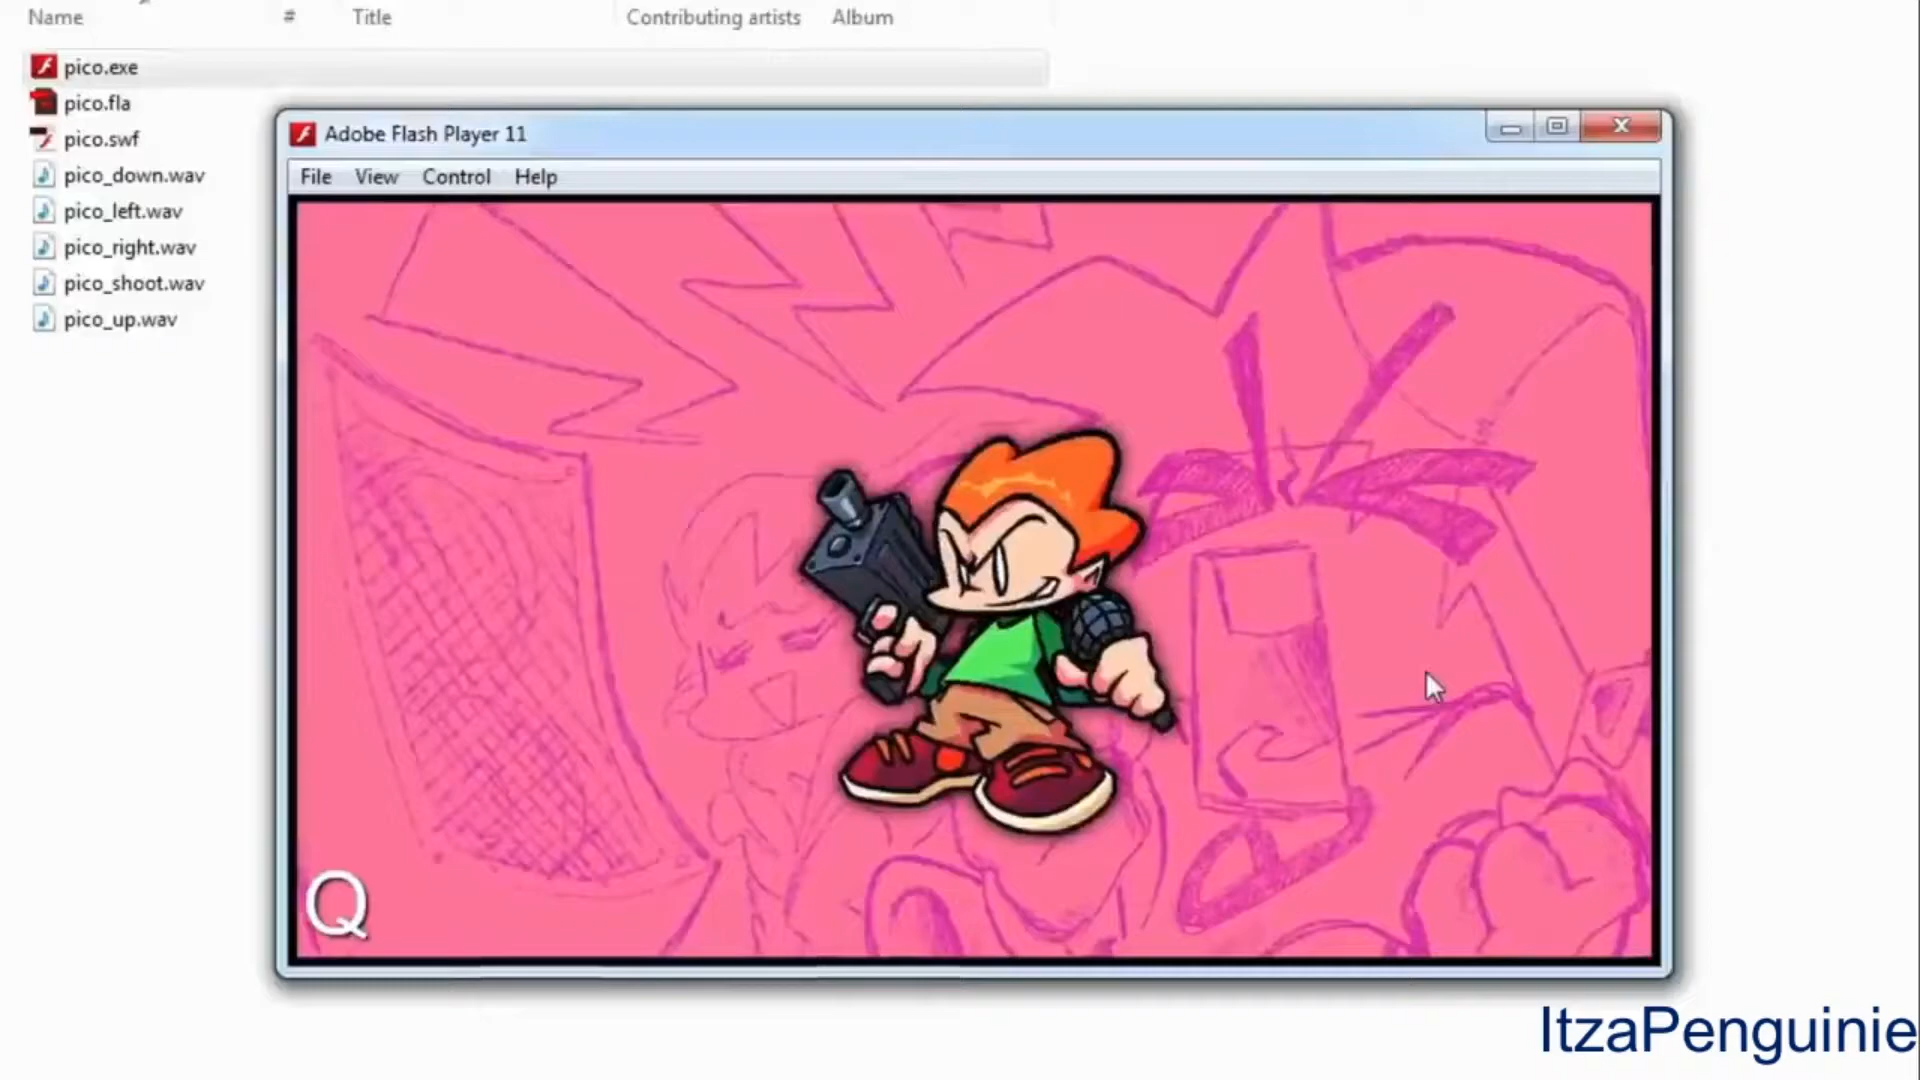 Name # Title Contributing artists Album
pico.exe
pico.fla
pico.swf
pico_down.wav
pico_left.wav
pico_right.wav
pico_shoot.wav
pico_up.wav
Adobe Flash Player 11
File View Control Help
Q
ItzaPenguinie